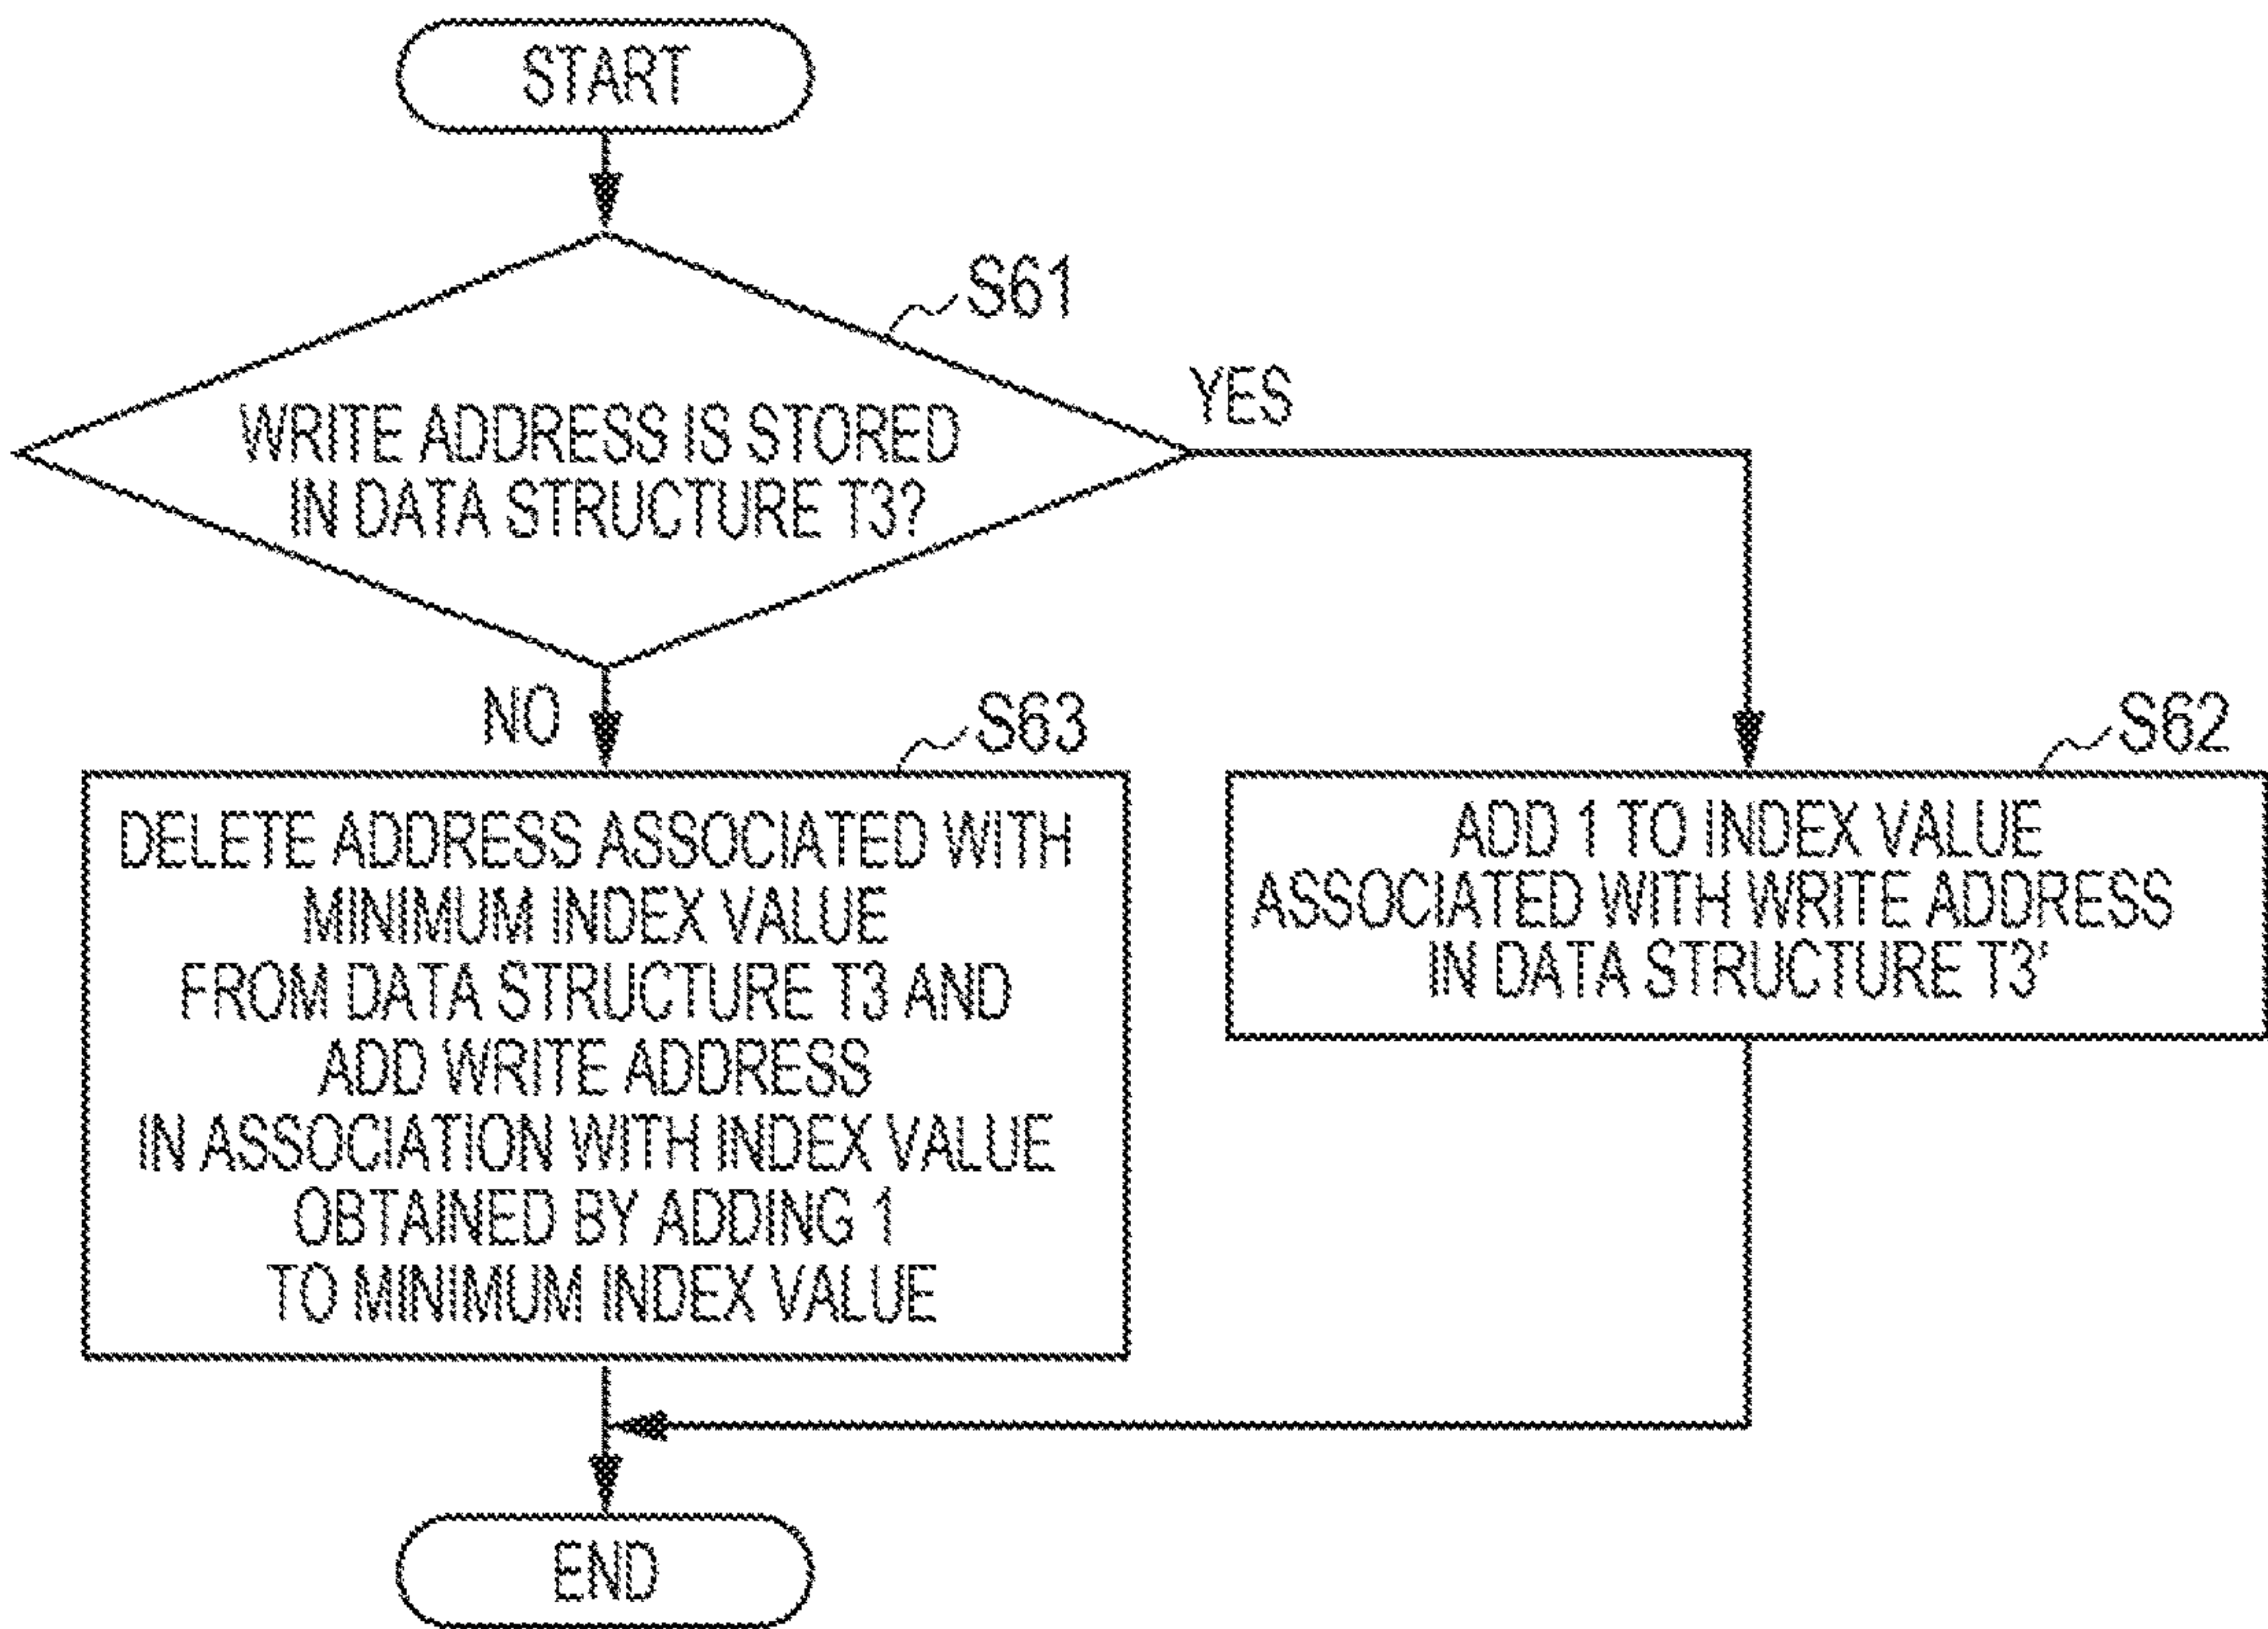 START
S61
WRITE ADDRESS IS STORED
IN DATA STRUCTURE T3?
YES
NO
S63
DELETE ADDRESS ASSOCIATED WITH
MINIMUM INDEX VALUE
FROM DATA STRUCTURE T3 AND
ADD WRITE ADDRESS
IN ASSOCIATION WITH INDEX VALUE
OBTAINED BY ADDING 1
TO MINIMUM INDEX VALUE
S62
ADD 1 TO INDEX VALUE
ASSOCIATED WITH WRITE ADDRESS
IN DATA STRUCTURE T3'
END